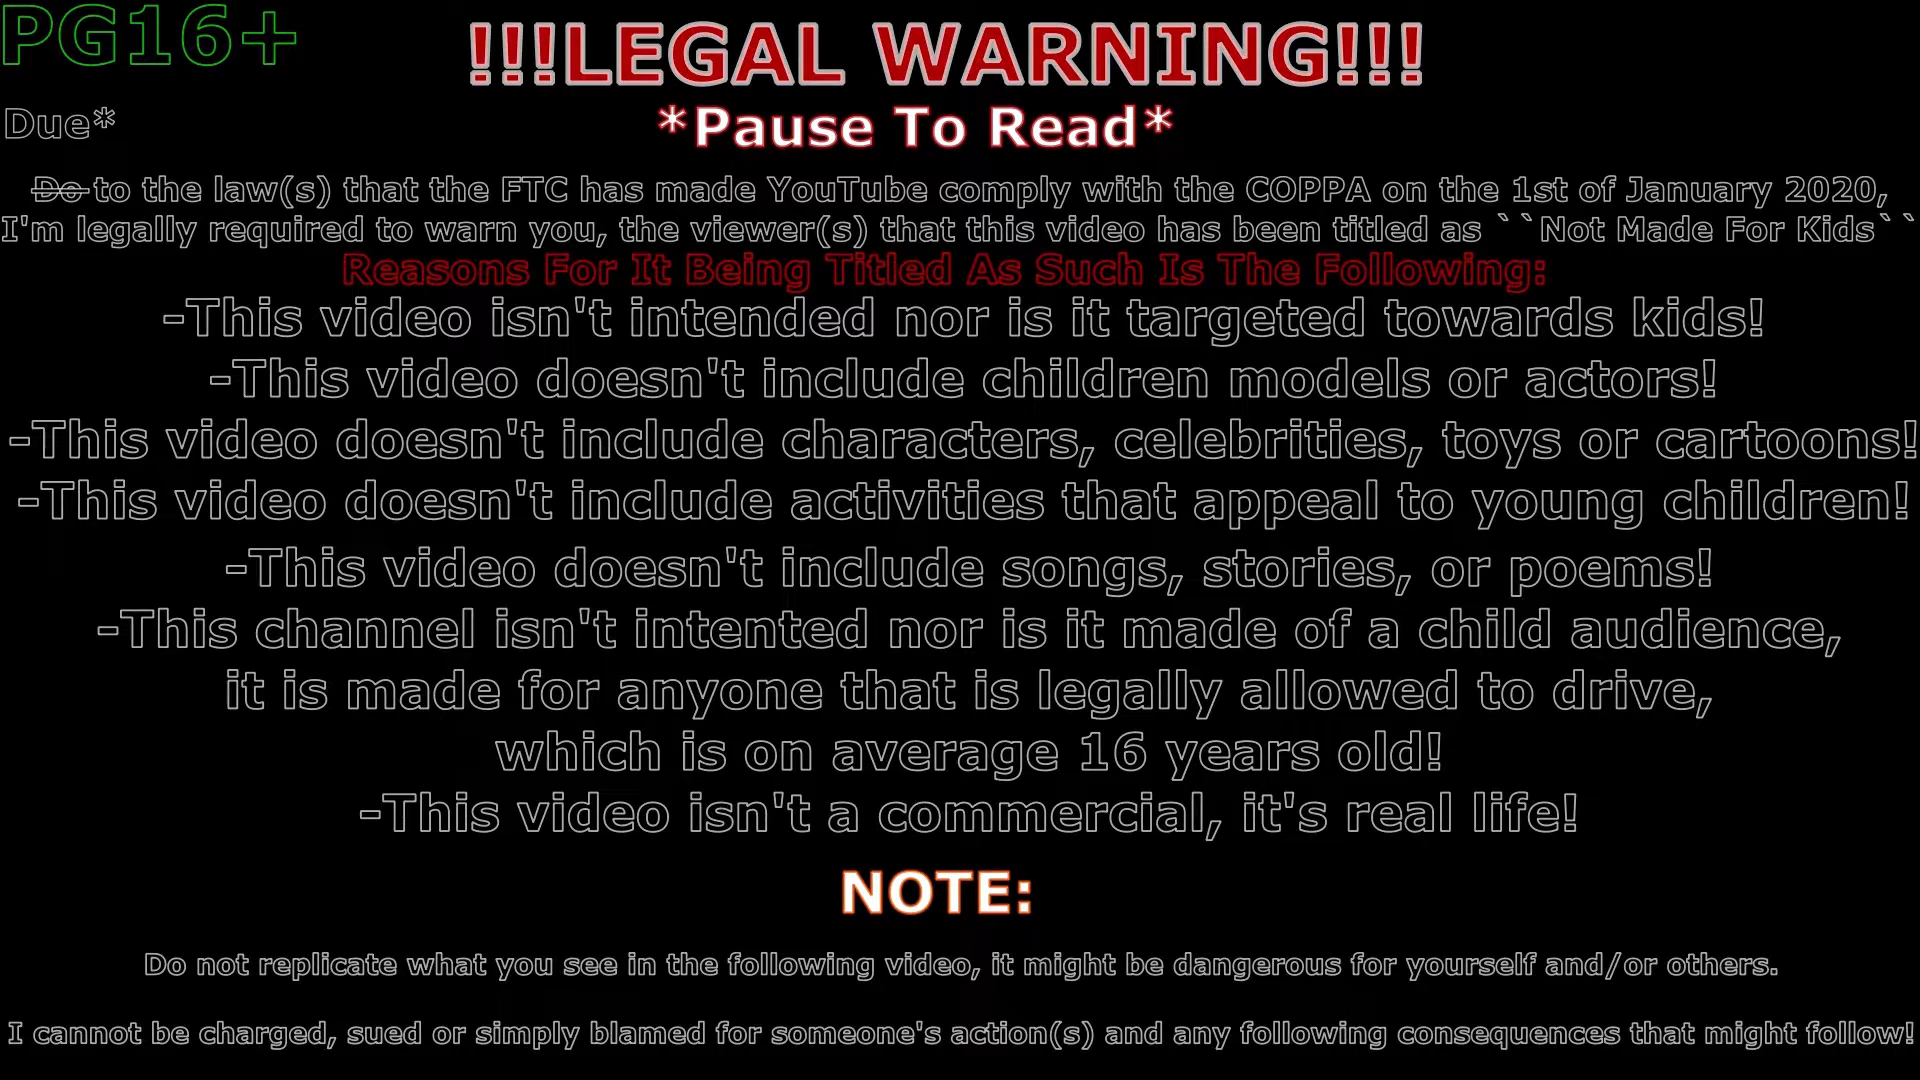 PG16+
!!!LEGAL WARNING!!!
Due*
*Pause To Read*
Do to the law(s) that the FTC has made YouTube comply with the COPPA on the 1st of January 2020,
I'm legally required to warn you, the viewer(s) that this video has been titled as ``Not Made For Kids``
Reasons For It Being Titled As Such Is The Following:
-This video isn't intended nor is it targeted towards kids!
-This video doesn't include children models or actors!
-This video doesn't include characters, celebrities, toys or cartoons!
-This video doesn't include activities that appeal to young children!
-This video doesn't include songs, stories, or poems!
-This channel isn't intented nor is it made of a child audience,
it is made for anyone that is legally allowed to drive,
which is on average 16 years old!
-This video isn't a commercial, it's real life!
NOTE:
Do not replicate what you see in the following video, it might be dangerous for yourself and/or others.
I cannot be charged, sued or simply blamed for someone's action(s) and any following consequences that might follow!